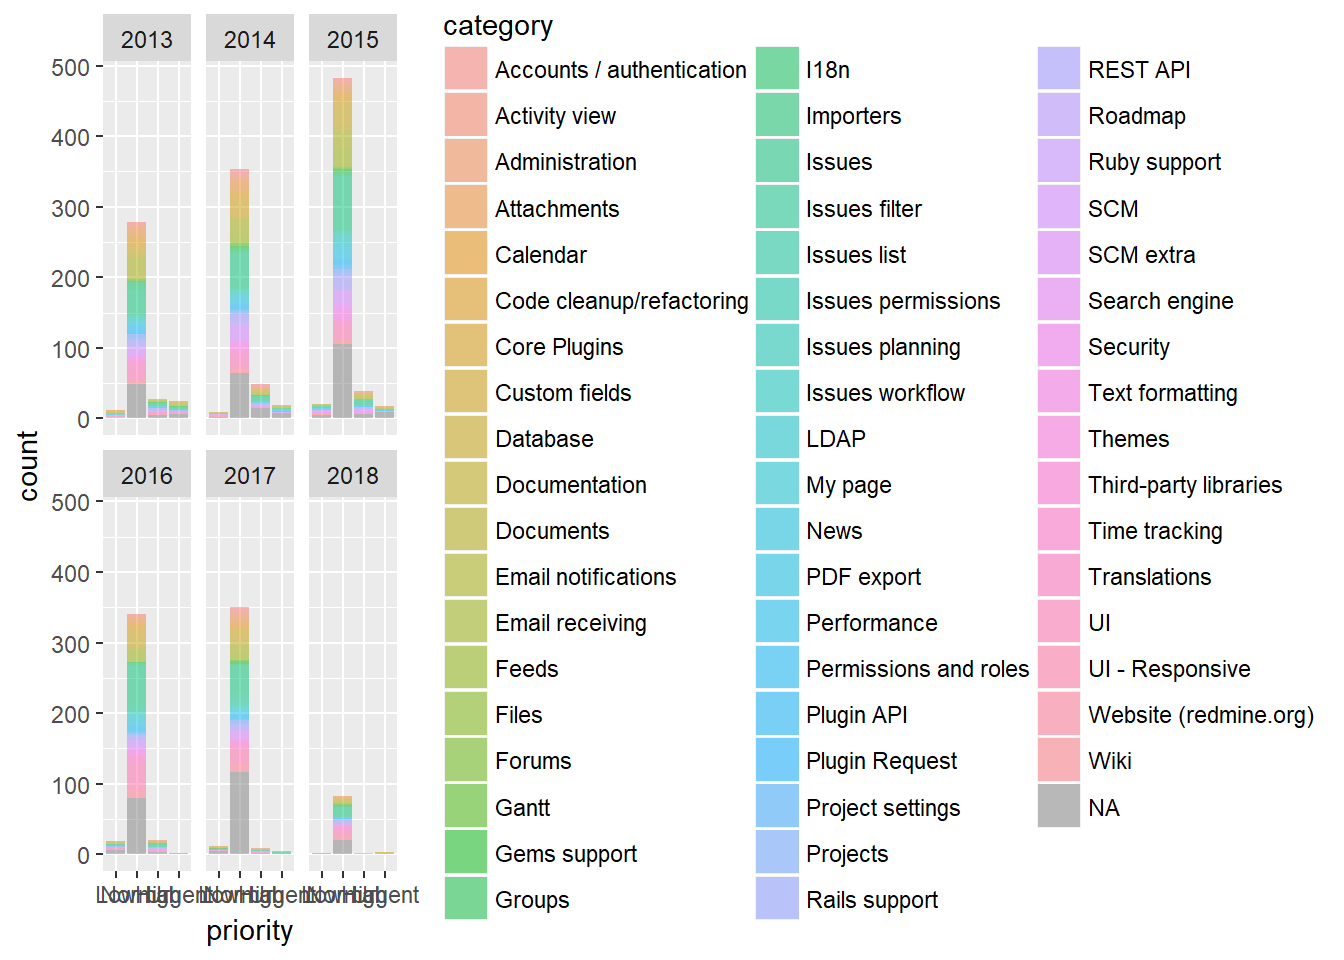 category
2013
2014
2015
500
400
300
200
100
0
count
2016
2017
2018
500
400
300
200
100
0
priority
Accounts / authentication
Activity view
Administration
Attachments
Calendar
Code cleanup/refactoring
Core Plugins
Custom fields
Database
Documentation
Documents
Email notifications
Email receiving
Feeds
Files
Forums
Gantt
Gems support
Groups
I18n
Importers
Issues
Issues filter
Issues list
Issues permissions
Issues planning
Issues workflow
LDAP
My page
News
PDF export
Performance
Permissions and roles
Plugin API
Plugin Request
Project settings
Projects
Rails support
REST API
Roadmap
Ruby support
SCM
SCM extra
Search engine
Security
Text formatting
Themes
Third-party libraries
Time tracking
Translations
UI
UI - Responsive
Website (redmine.org)
Wiki
NA